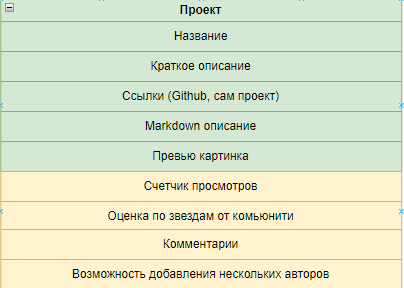 Проект
Название
Краткое описание
Ссылки (Github, сам проект)
Markdown описание
Превью картинка
Счетчик просмотров
Оценка по звездам от комьюнити
Комментарии
Возможность добавления нескольких авторов